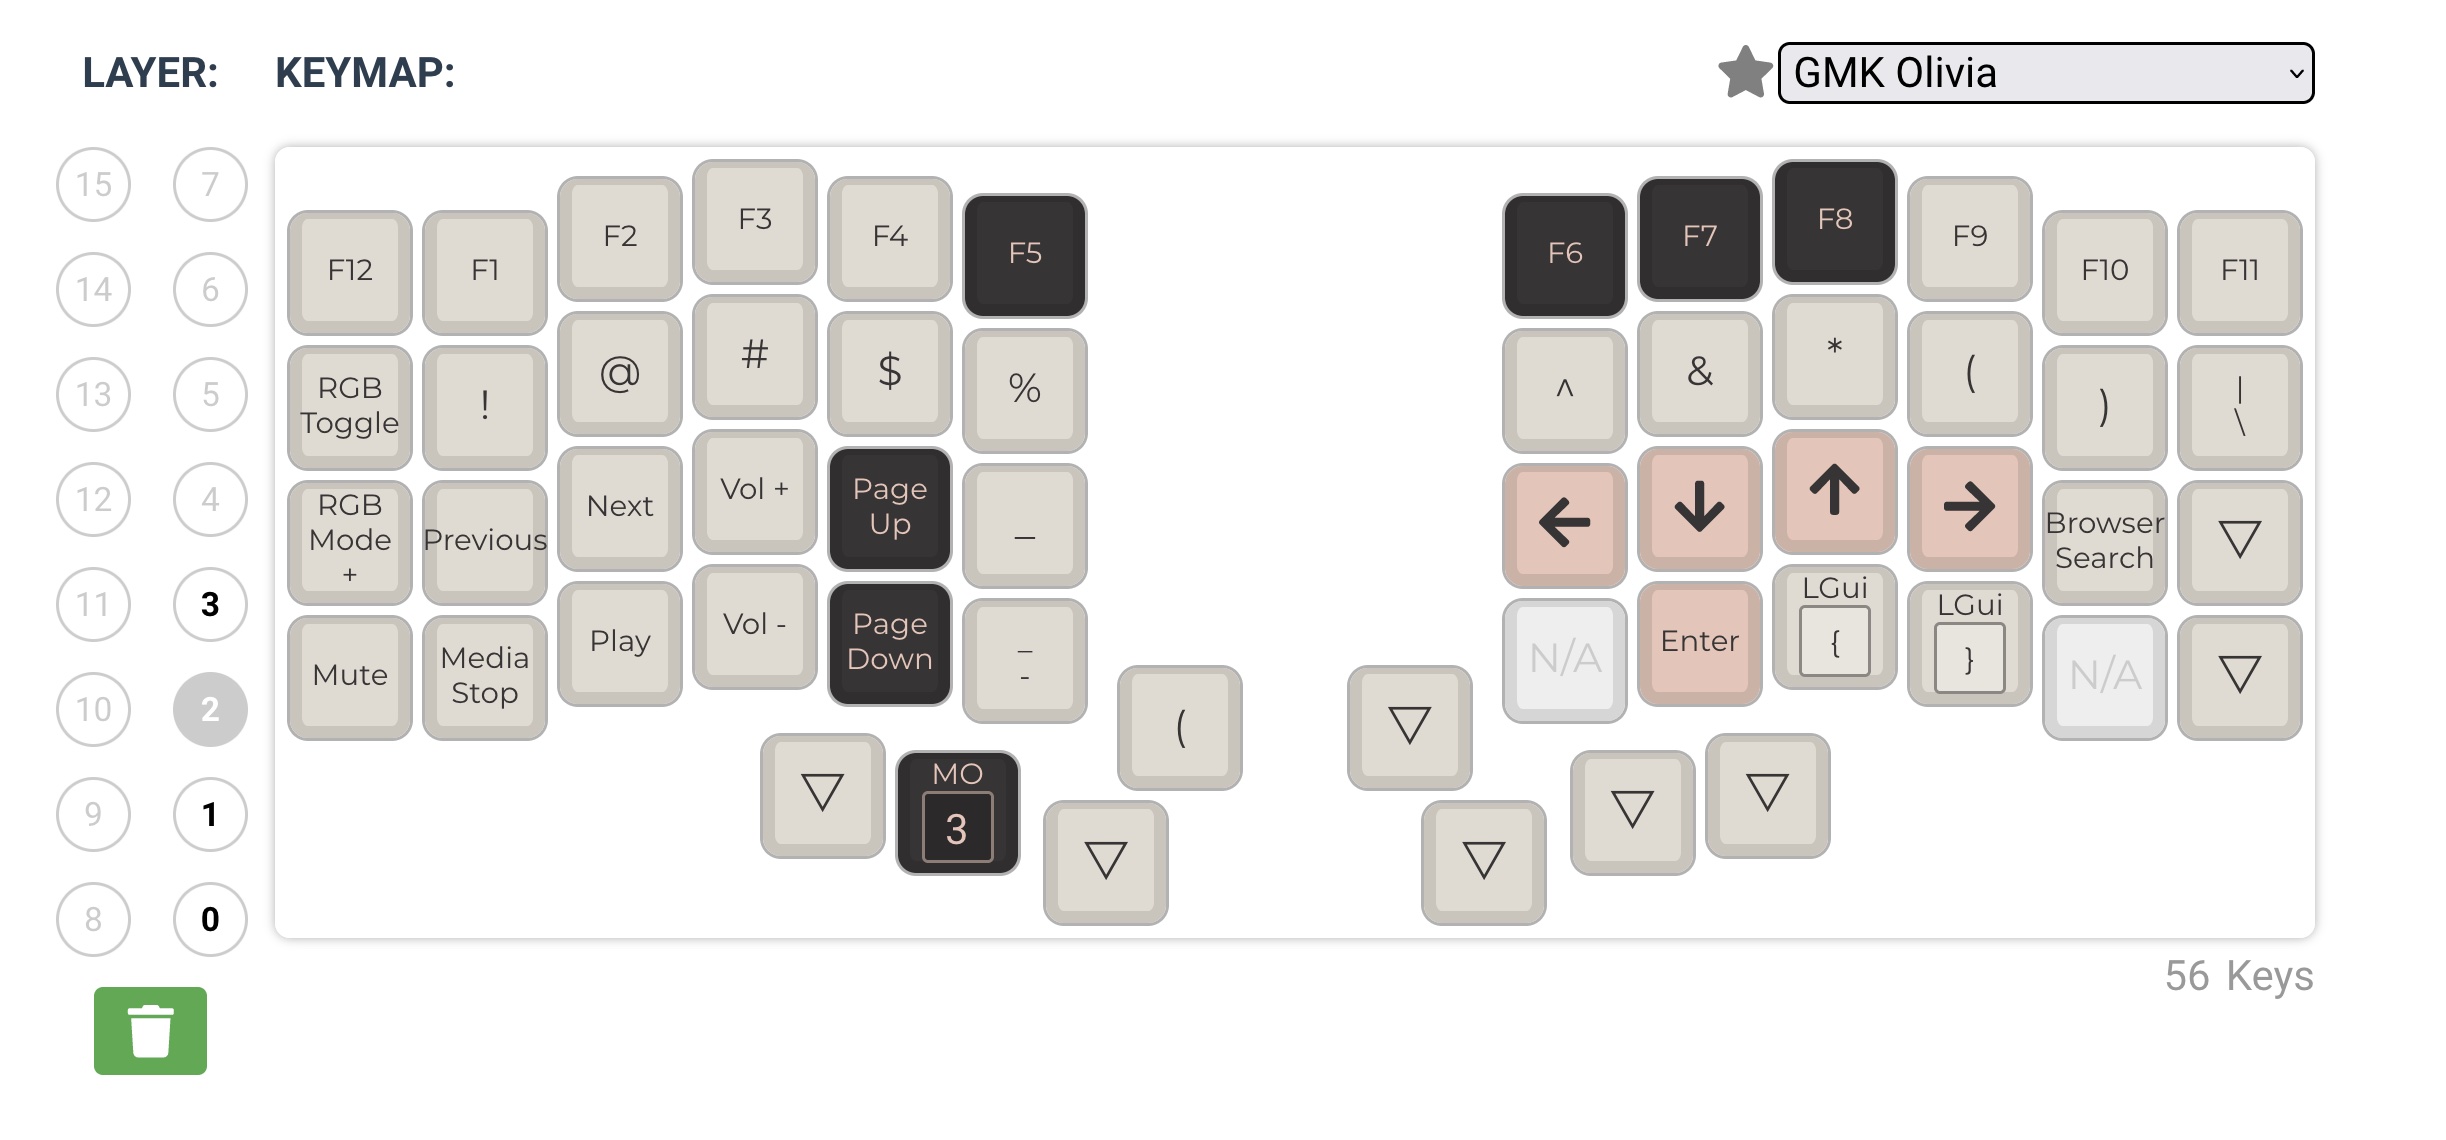 LAYER: KEYMAP: GMK Olivia
15 7
14 6
13 5
12 4
11 3
10 2
9 1
8 0
F12 F1 F2 F3 F4 F5 F6 F7 F8 F9 F10 F11
RGB
Toggle
! @ # $ % ^ & * ( ) |
\
RGB
Mode
+
Previous Next Vol +
Page
Up
_
Browser
Search
Mute
Media
Stop
Play Vol -
Page
Down
_
-
N/A Enter
LGui
{
LGui
}
N/A
MO
3
(
56 Keys